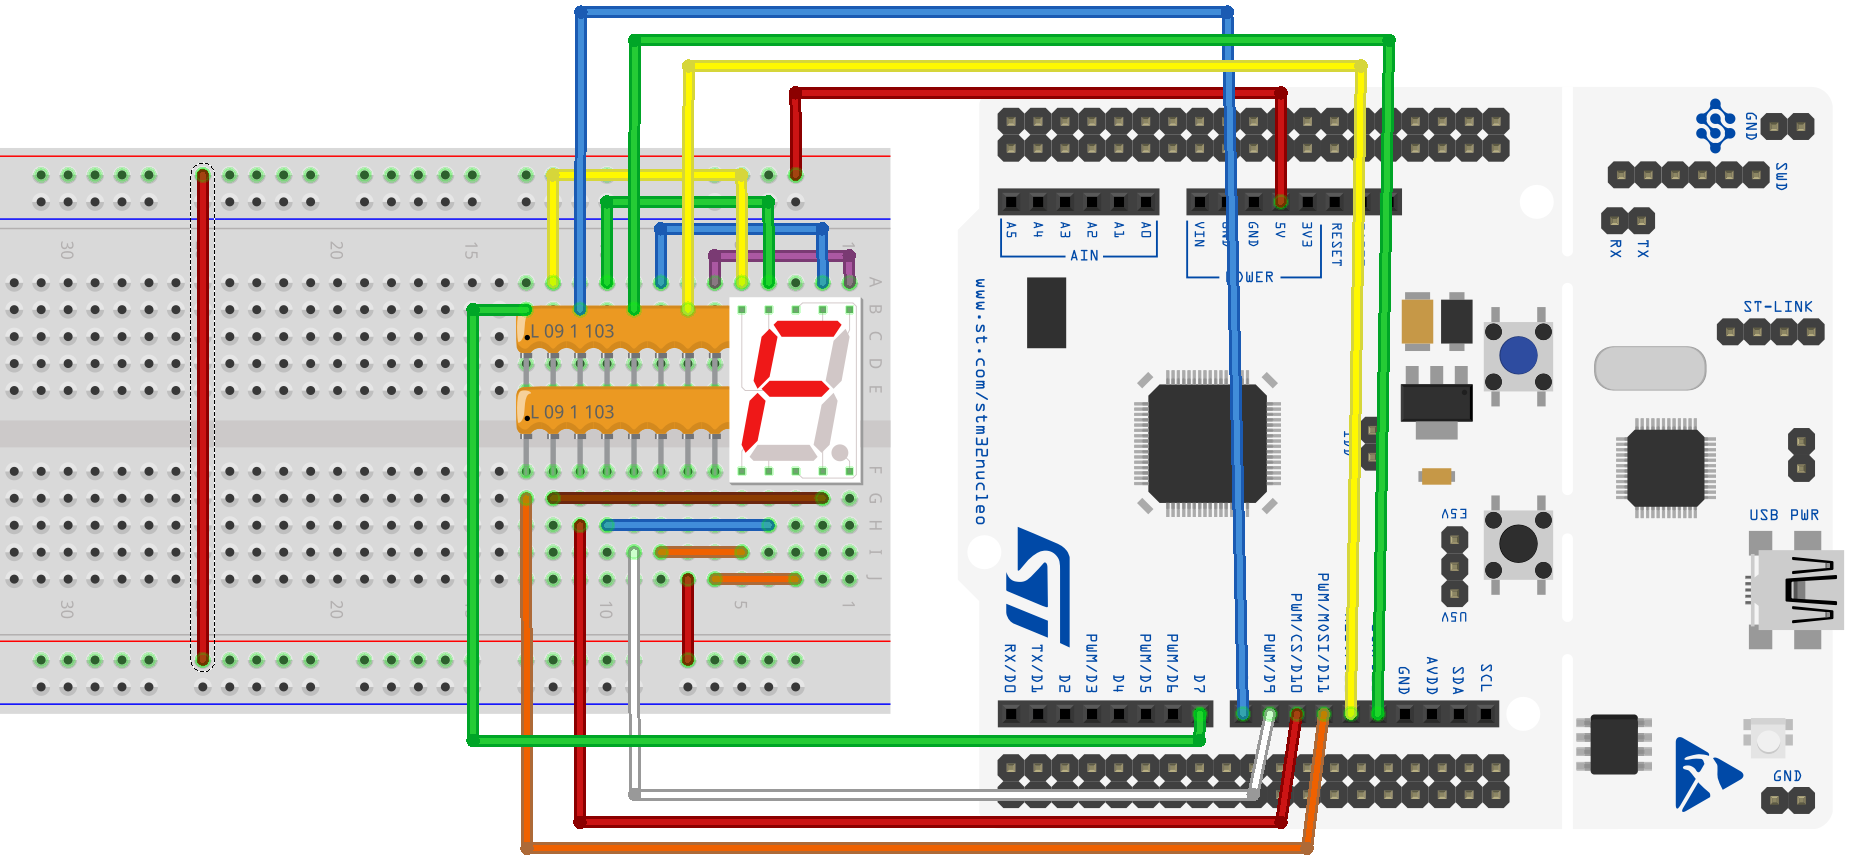 30
20
15
1
A
B
C
D
E
F
G
H
I
J
30
20
10
5
1
L 09 1 103
L 09 1 103
www.st.com/stm32nucleo
A5
A4
A3
A2
A1
A0
AIN
VIN
GND
5V
3V3
RESET
RX/D0
TX/D1
D2
PWM/D3
D4
PWM/D5
PWM/D6
D7
PWM/D9
PWM/CS/D10
PWM/MOSI/D11
GND
AVDD
SDA
SCL
E5V
U5V
GND
SWD
RX
TX
ST-LINK
USB PWR
GND